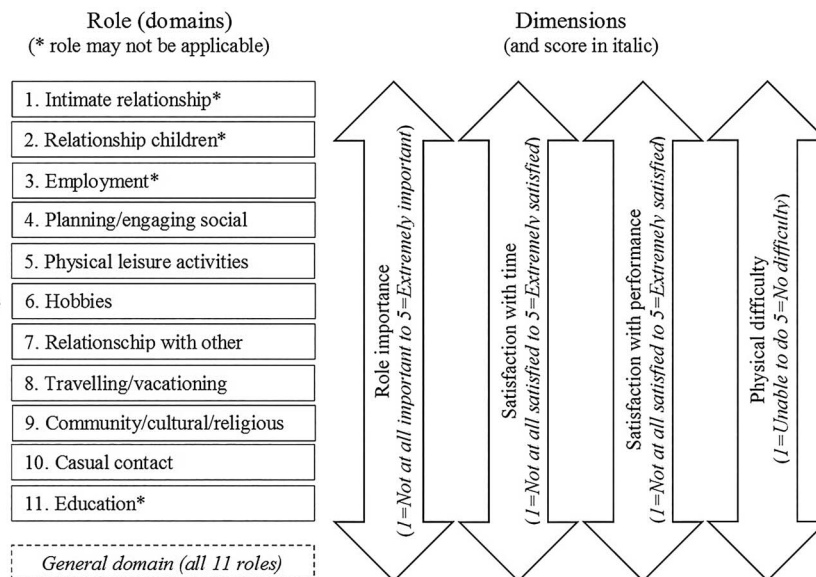 Role (domains)
(* role may not be applicable)
Dimensions
(and score in italic)
1. Intimate relationship*
2. Relationship children*
3. Employment*
4. Planning/engaging social
5. Physical leisure activities
6. Hobbies
7. Relationschip with other
8. Travelling/vacationing
9. Community/cultural/religious
10. Casual contact
11. Education*
General domain (all 11 roles)
Role importance
(1=Not at all important to 5=Extremely important)
Satisfaction with time
(1=Not at all satisfied to 5=Extremely satisfied)
Satisfaction with performance
(1=Not at all satisfied to 5=Extremely satisfied)
Physical difficulty
(1=Unable to do 5=No difficulty)